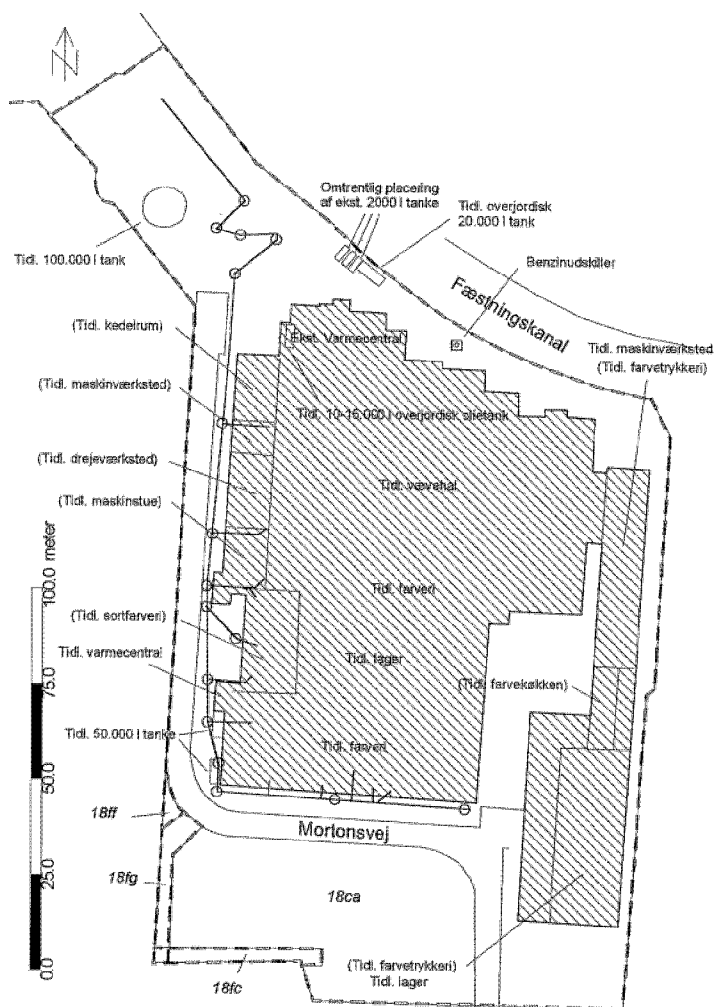 N
Omtrentlig placering
af ekst. 2000 l tanke
Tidl. overjordisk
20.000 l tank
Tidl. 100.000 l tank
Benzinudskiller
Fæstningskanal
(Tidl. kedelrum)
Ekst. Varmecentral
Tidl. maskinværksted
(Tidl. farvetrykkeri)
(Tidl. maskinværksted)
Tidl. 10-15.000 l overjordisk olietank
(Tidl. drejeværksted)
Tidl. vævehal
(Tidl. maskinstue)
100.0 meter
Tidl. farveri
(Tidl. sortfarveri)
Tidl. varmecentral
Tidl. lager
(Tidl. farvekøkken)
75.0
Tidl. 50.000 l tanke
Tidl. farveri
50.0
18ff
Mortonsvej
25.0
18fg
18ca
0.0
18fc
(Tidl. farvetrykkeri)
Tidl. lager